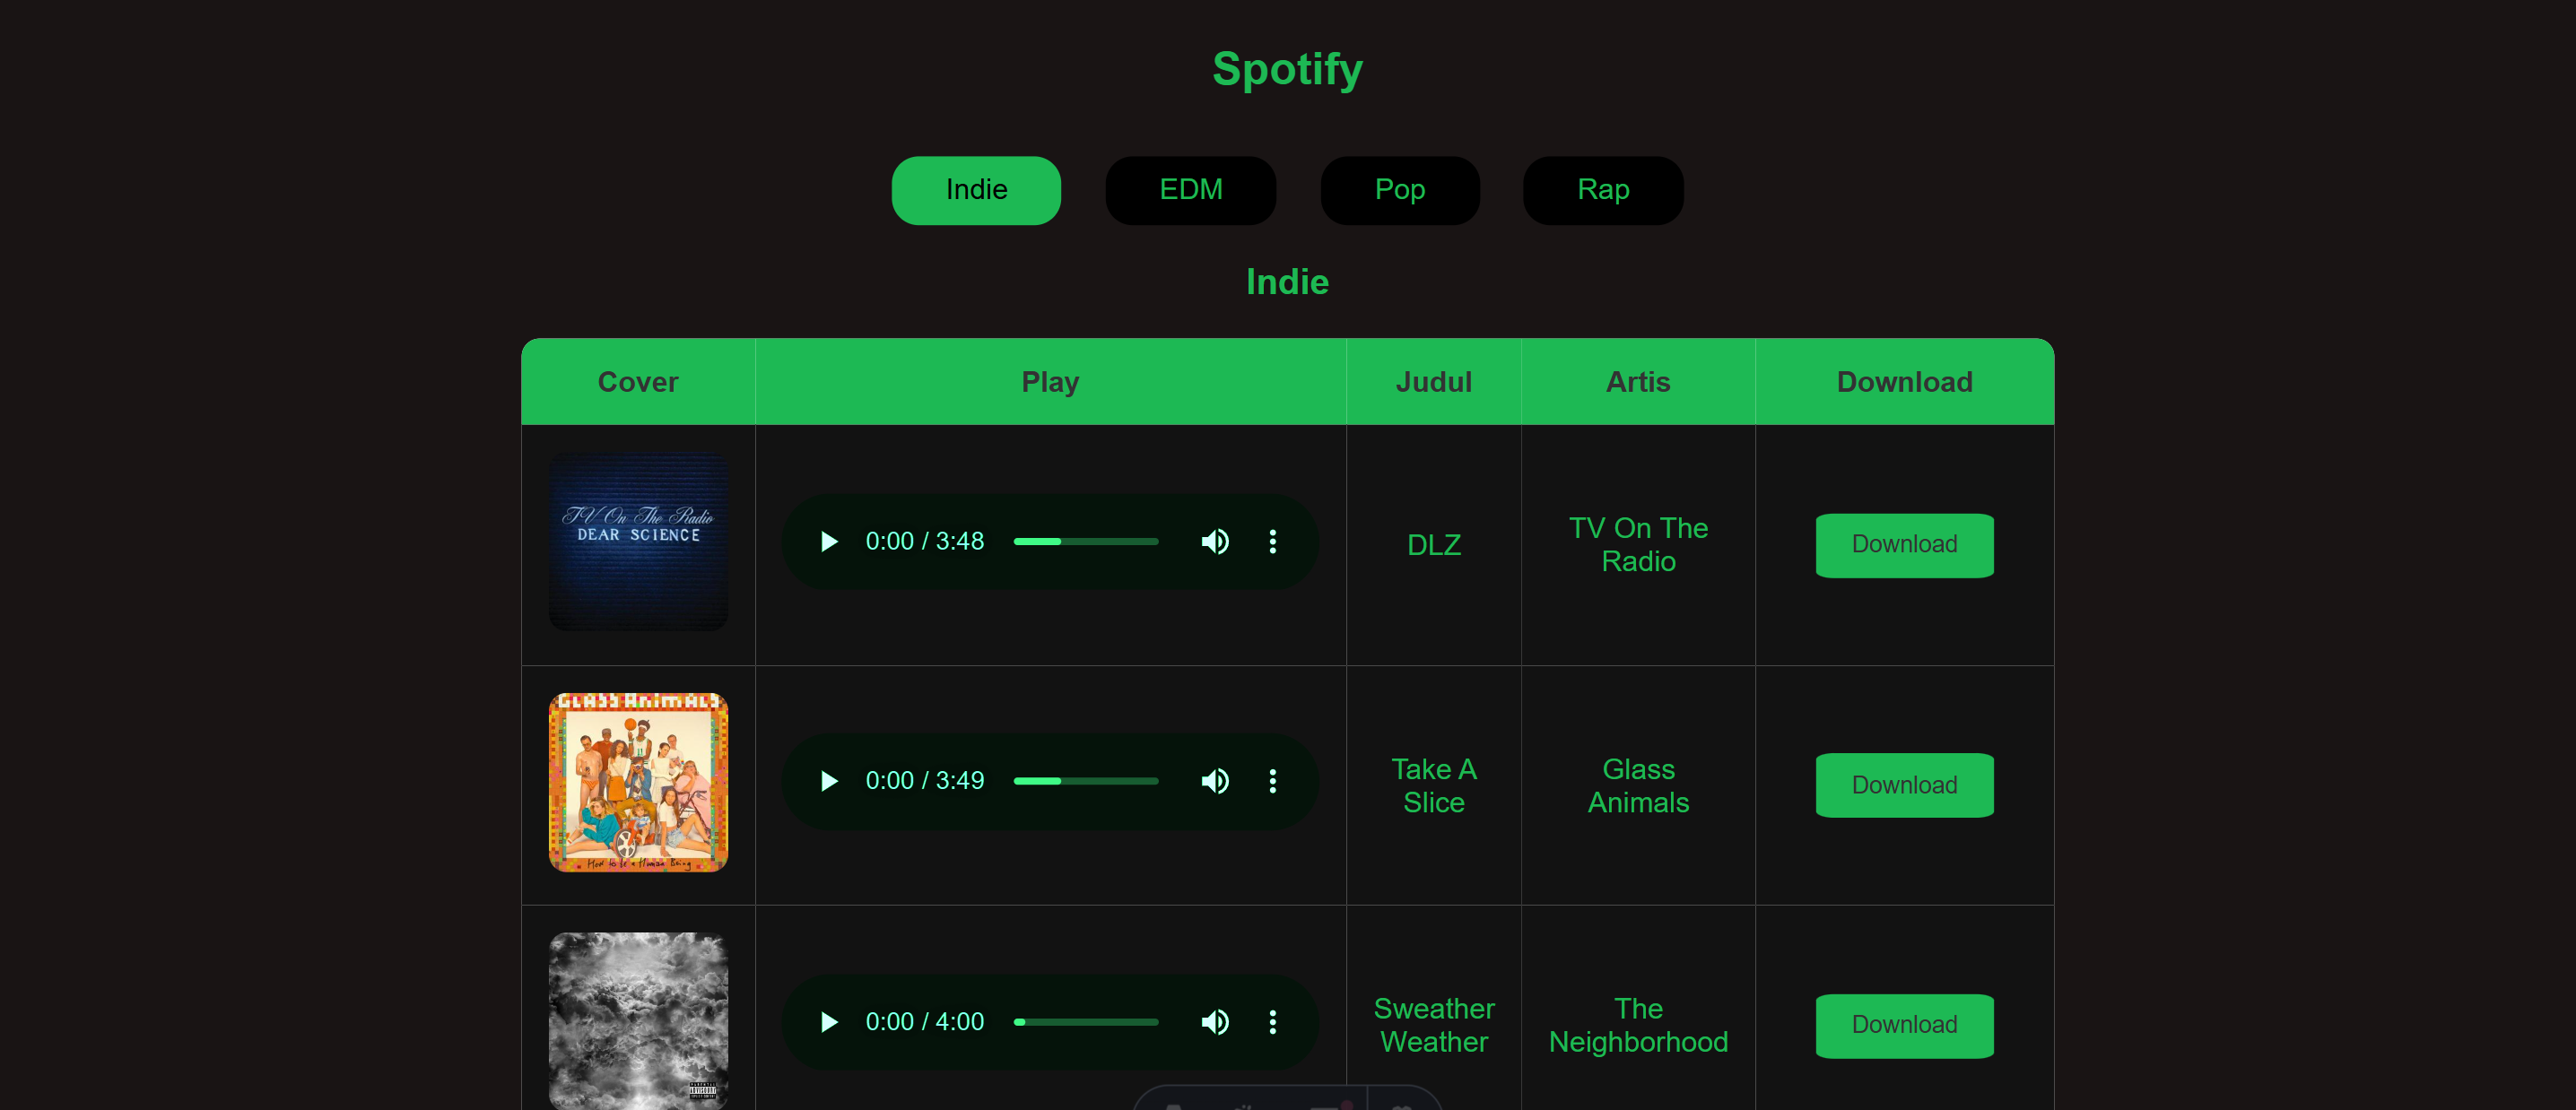 Spotify
Indie EDM Pop Rap
Indie
Cover Play Judul Artis Download
TV On The Radio
DEAR SCIENCE
0:00 / 3:48
DLZ
TV On The
Radio
Download
GLASS ANIMALS
How to be a Human Being
0:00 / 3:49
Take A
Slice
Glass
Animals
Download
0:00 / 4:00
Sweather
Weather
The
Neighborhood
Download